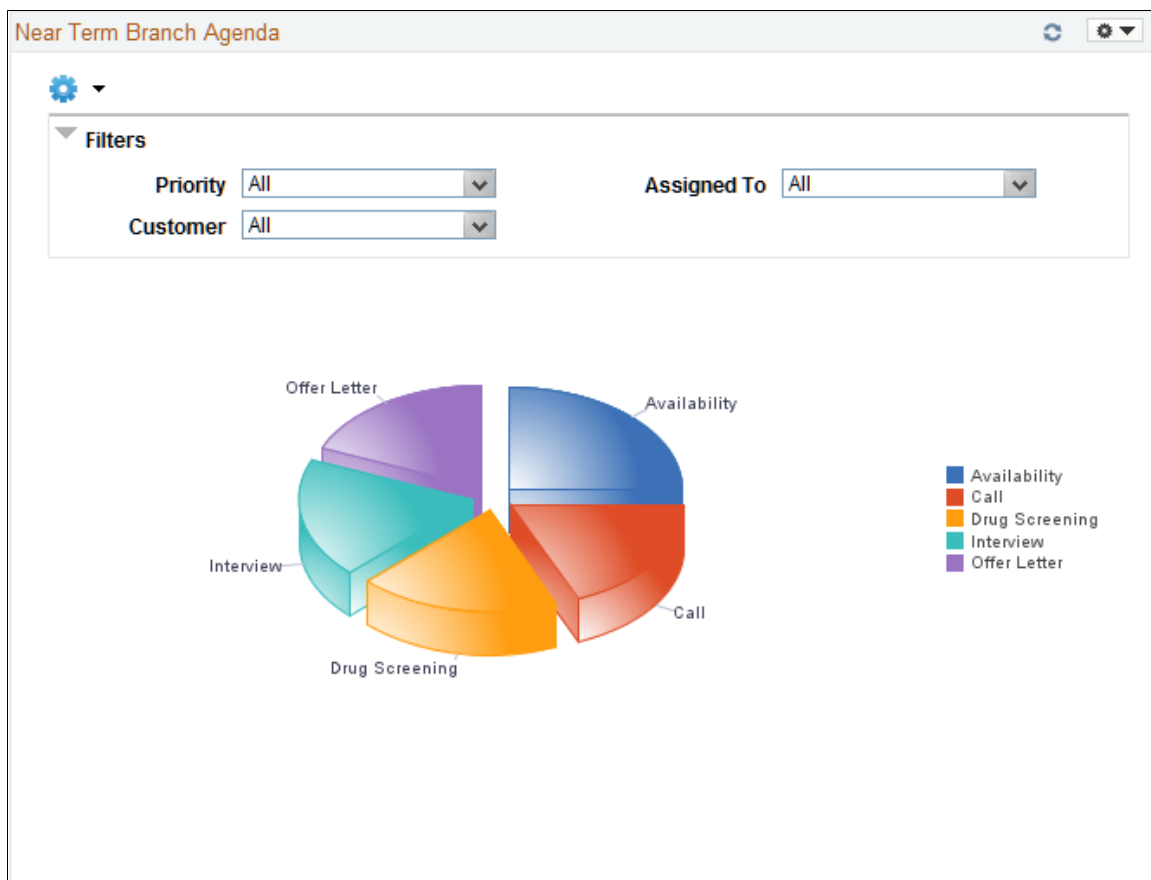 Near Term Branch Agenda
Filters
Priority All Assigned To All
Customer All
Offer Letter
Availability
Interview
Call
Drug Screening
Availability
Call
Drug Screening
Interview
Offer Letter